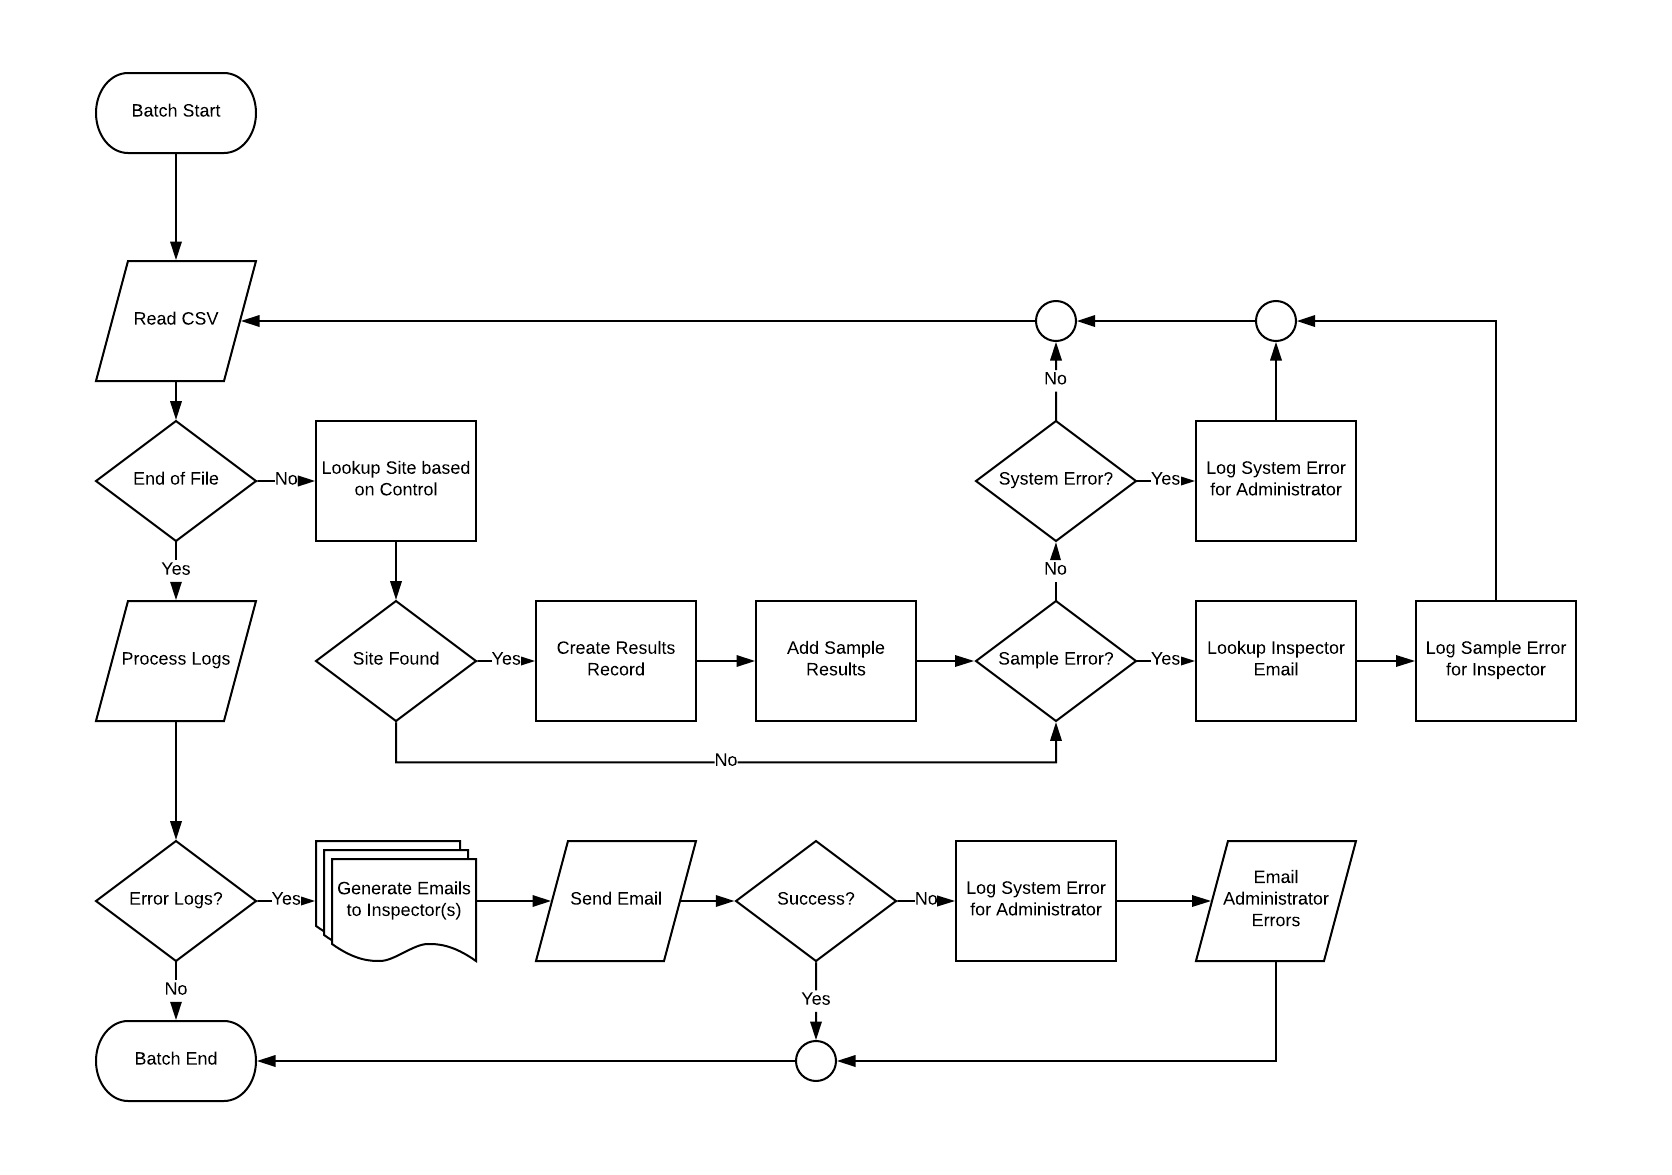 Batch Start
Read CSV
No
End of File
No
Lookup Site based
on Control
System Error?
Yes
Log System Error
for Administrator
Yes
No
Process Logs
Site Found
Yes
Create Results
Record
Add Sample
Results
Sample Error?
Yes
Lookup Inspector
Email
Log Sample Error
for Inspector
No
Error Logs?
Yes
Generate Emails
to Inspector(s)
Send Email
Success?
No
Log System Error
for Administrator
Email
Administrator
Errors
No
Yes
Batch End